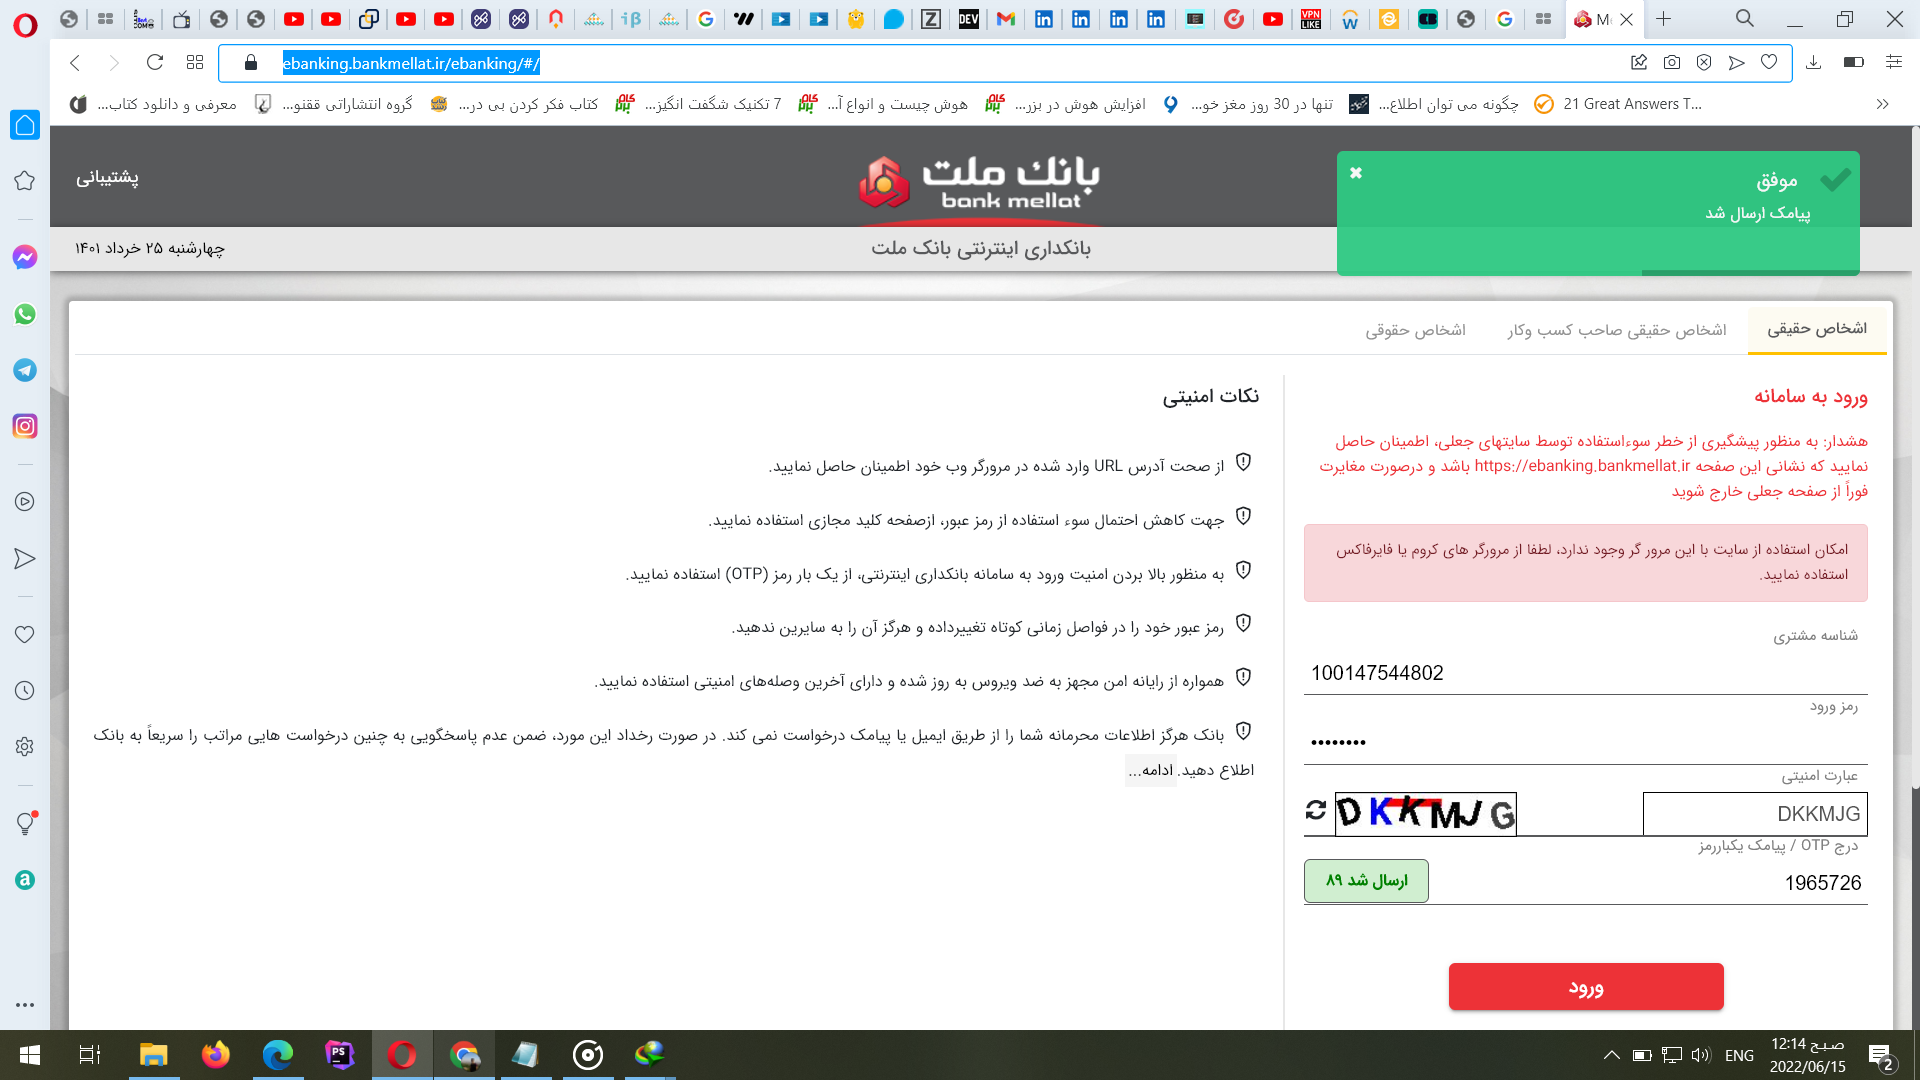 M
ebanking.bankmellat.ir/ebanking/#/
معرفی و دانلود کتاب...
گروه انتشاراتی ققنو...
کتاب فکر کردن بی در...
7 تکنیک شگفت انگیز...
هوش چیست و انواع آ...
افزایش هوش در بزر...
تنها در 30 روز مغز خو...
چگونه می توان اطلاع...
21 Great Answers T...
پشتیبانی
بانک ملت
bank mellat
موفق
پیامک ارسال شد
چهارشنبه ۲۵ خرداد ۱۴۰۱
بانکداری اینترنتی بانک ملت
اشخاص حقیقی
اشخاص حقیقی صاحب کسب وکار
اشخاص حقوقی
ورود به سامانه
هشدار: به منظور پیشگیری از خطر سوءاستفاده توسط سایتهای جعلی، اطمینان حاصل
نمایید که نشانی این صفحه https://ebanking.bankmellat.ir باشد و درصورت مغایرت
فوراً از صفحه جعلی خارج شوید
امکان استفاده از سایت با این مرور گر وجود ندارد، لطفا از مرورگر های کروم یا فایرفاکس
استفاده نمایید.
شناسه مشتری
100147544802
رمز ورود
••••••••
عبارت امنیتی
DKKMJG
DKKMJG
درج OTP / پیامک یکباررمز
1965726
ارسال شد ۸۹
ورود
نکات امنیتی
از صحت آدرس URL وارد شده در مرورگر وب خود اطمینان حاصل نمایید.
جهت کاهش احتمال سوء استفاده از رمز عبور، ازصفحه کلید مجازی استفاده نمایید.
به منظور بالا بردن امنیت ورود به سامانه بانکداری اینترنتی، از یک بار رمز (OTP) استفاده نمایید.
رمز عبور خود را در فواصل زمانی کوتاه تغییرداده و هرگز آن را به سایرین ندهید.
همواره از رایانه امن مجهز به ضد ویروس به روز شده و دارای آخرین وصله‌های امنیتی استفاده نمایید.
بانک هرگز اطلاعات محرمانه شما را از طریق ایمیل یا پیامک درخواست نمی کند. در صورت رخداد این مورد، ضمن عدم پاسخگویی به چنین درخواست هایی مراتب را سریعاً به بانک
اطلاع دهید. ادامه...
ENG
12:14 صبح
2022/06/15
2